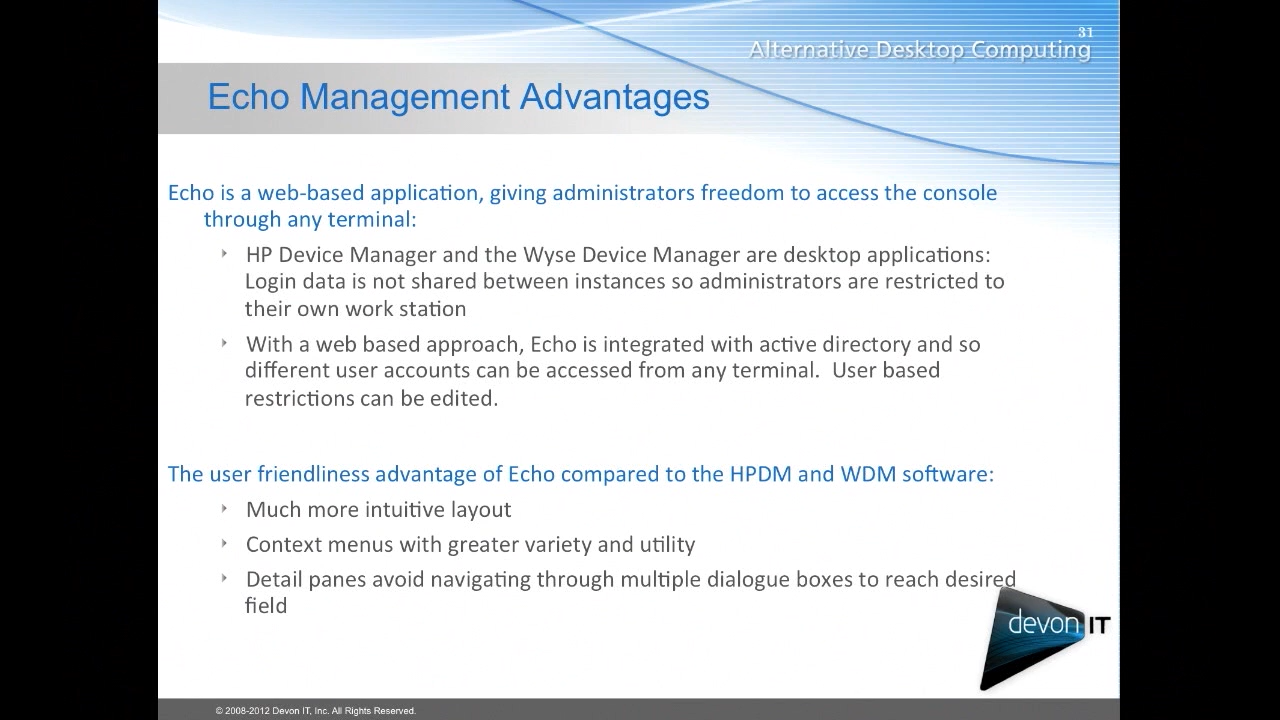 31
Alternative Desktop Computing
Echo Management Advantages
Echo is a web-based application, giving administrators freedom to access the console
through any terminal:
HP Device Manager and the Wyse Device Manager are desktop applications:
Login data is not shared between instances so administrators are restricted to
their own work station
With a web based approach, Echo is integrated with active directory and so
different user accounts can be accessed from any terminal.  User based
restrictions can be edited.
The user friendliness advantage of Echo compared to the HPDM and WDM software:
Much more intuitive layout
Context menus with greater variety and utility
Detail panes avoid navigating through multiple dialogue boxes to reach desired
field
devon IT
© 2008-2012 Devon IT, Inc. All Rights Reserved.